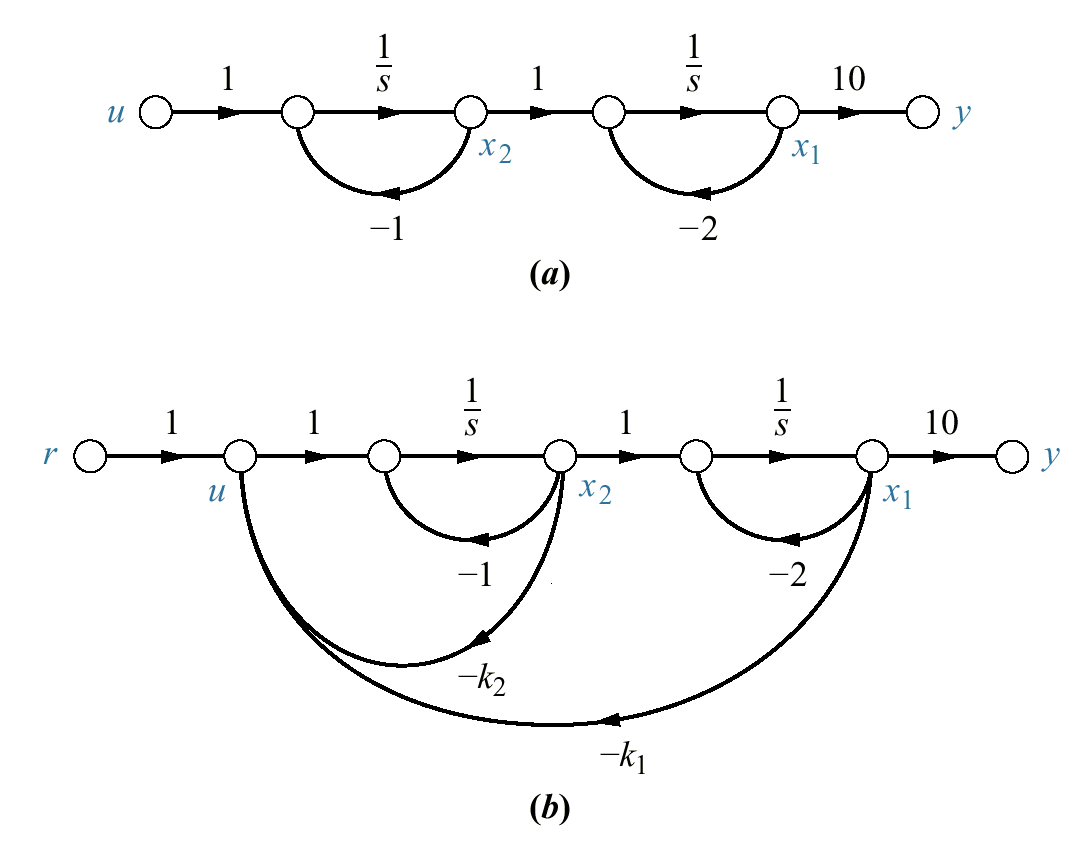 1 1/s 1 1/s 10
u x2 x1 y
−1 −2
(a)
1 1 1/s 1 1/s 10
r u x2 x1 y
−1 −2
−k2
−k1
(b)